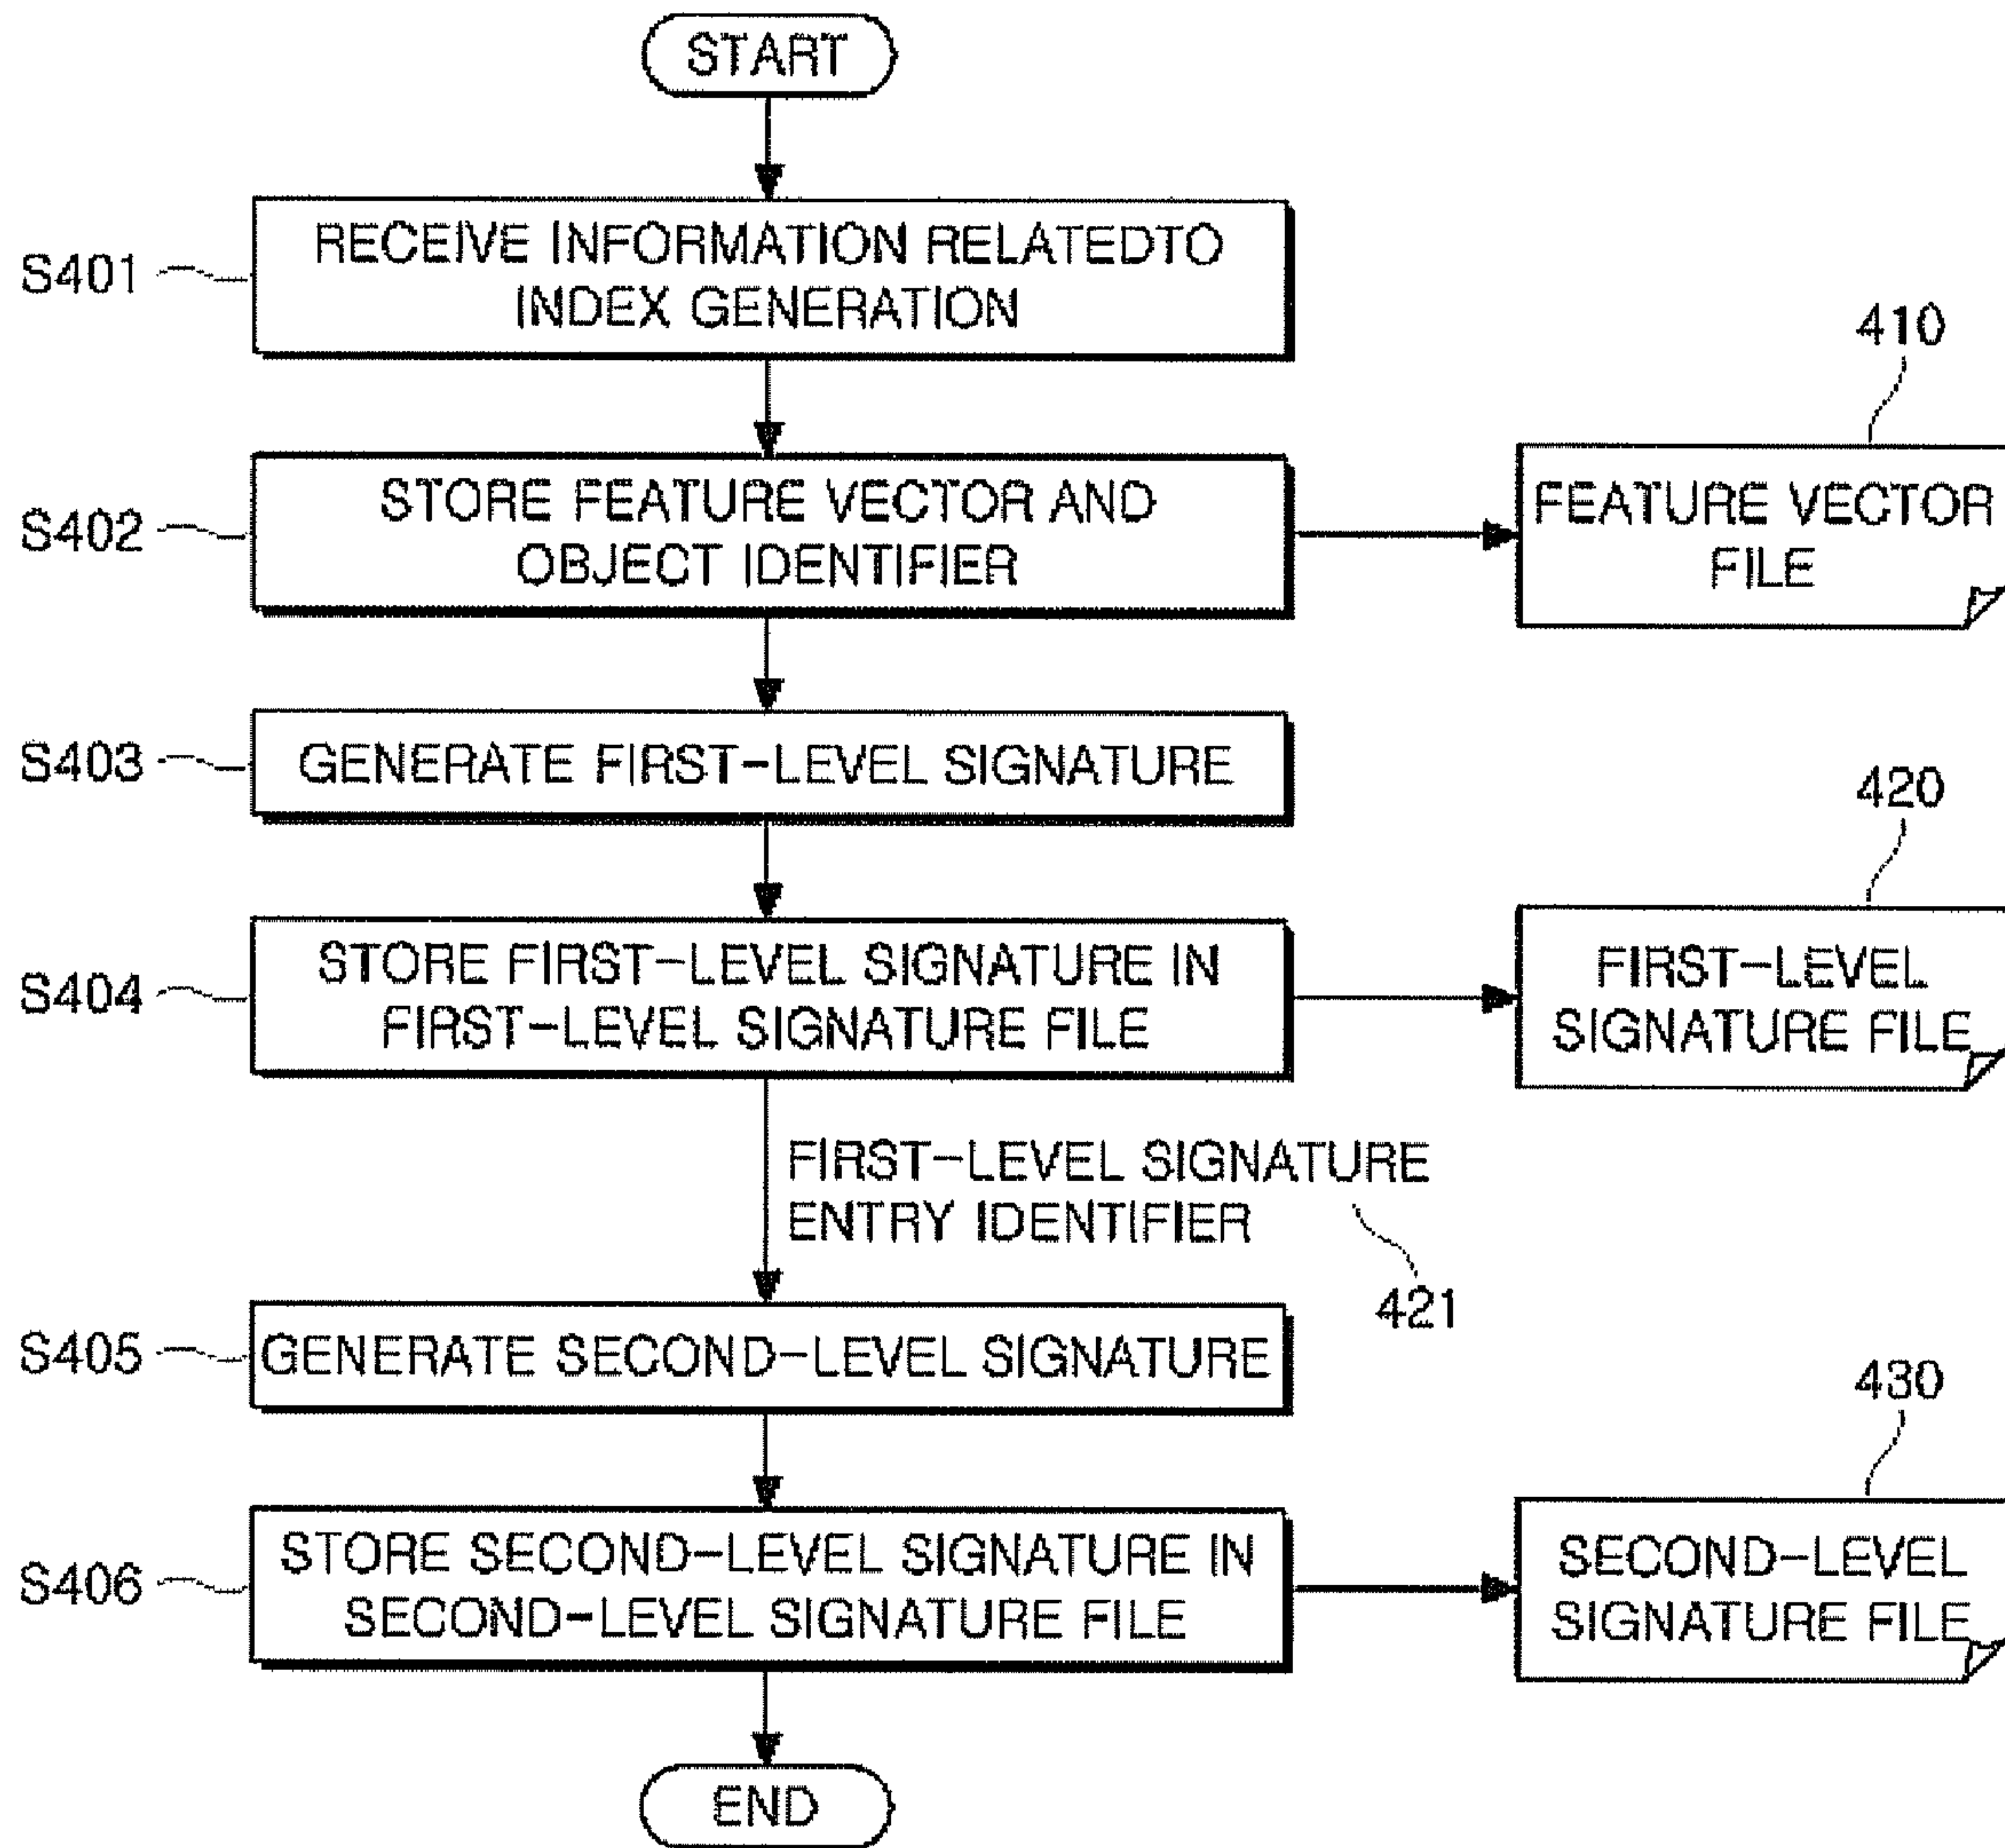 START
S401
RECEIVE INFORMATION RELATEDTO
INDEX GENERATION
410
S402
STORE FEATURE VECTOR AND
OBJECT IDENTIFIER
FEATURE VECTOR
FILE
S403
GENERATE FIRST-LEVEL SIGNATURE
420
S404
STORE FIRST-LEVEL SIGNATURE IN
FIRST-LEVEL SIGNATURE FILE
FIRST-LEVEL
SIGNATURE FILE
FIRST-LEVEL SIGNATURE
ENTRY IDENTIFIER
421
S405
GENERATE SECOND-LEVEL SIGNATURE
430
S406
STORE SECOND-LEVEL SIGNATURE IN
SECOND-LEVEL SIGNATURE FILE
SECOND-LEVEL
SIGNATURE FILE
END